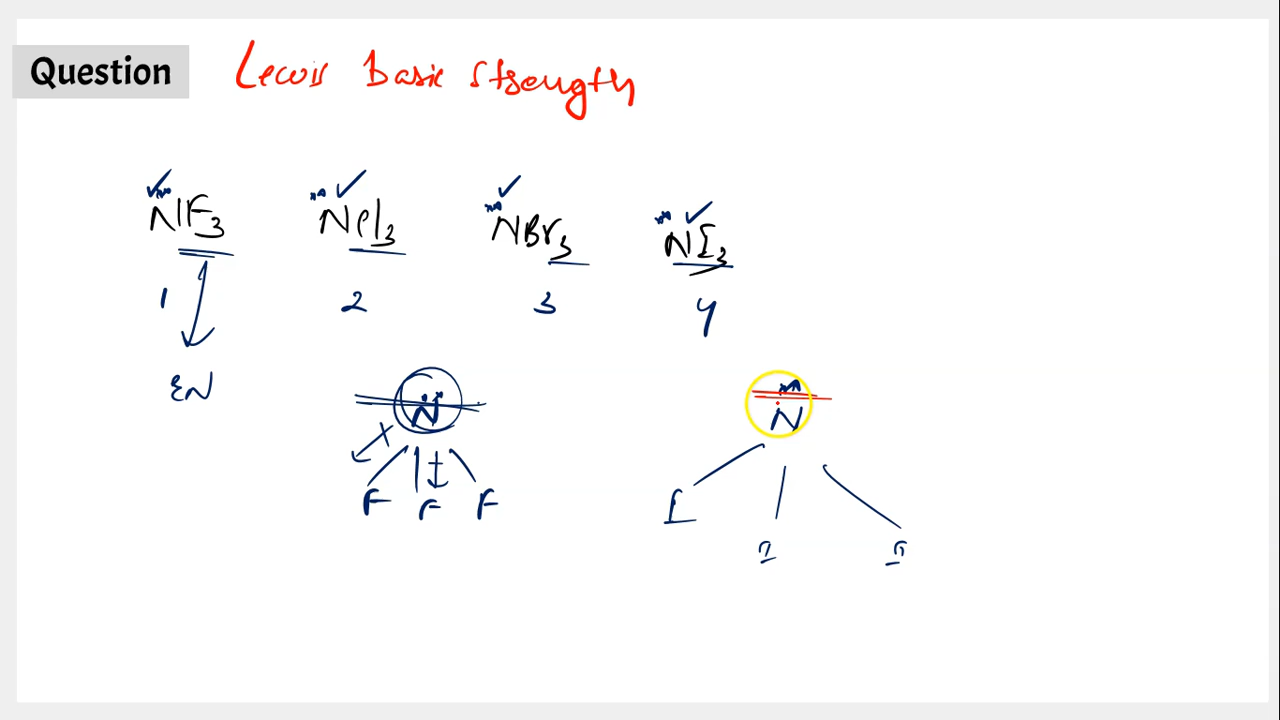 Question Lewis Basic Strength
NF3 NCl3 NBr3 NI3
1 2 3 4
EN
N N
F F F I
I I